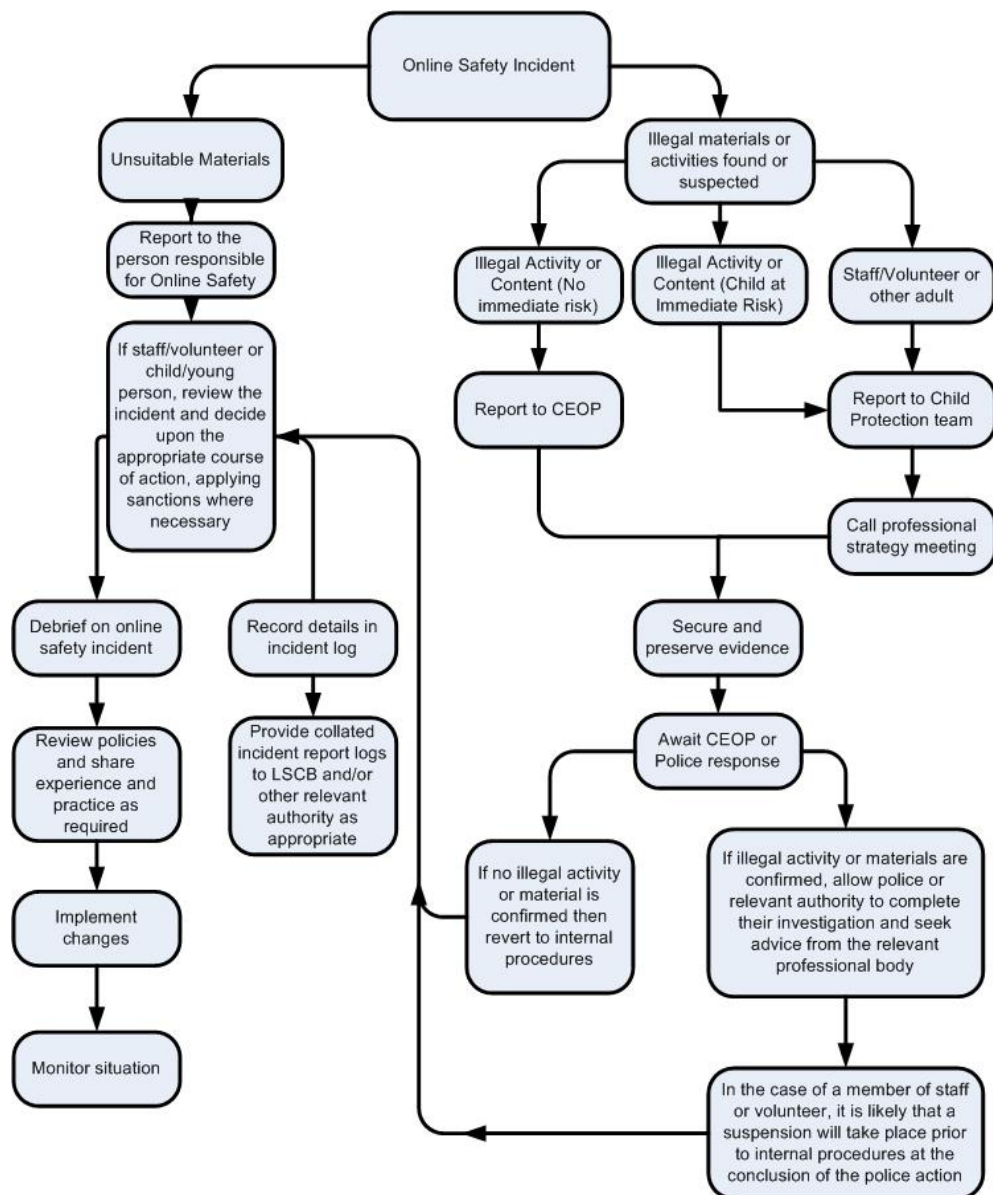 Online Safety Incident
Unsuitable Materials
Illegal materials or
activities found or
suspected
Report to the
person responsible
for Online Safety
Illegal Activity or
Content (No
immediate risk)
Illegal Activity or
Content (Child at
Immediate Risk)
Staff/Volunteer or
other adult
If staff/volunteer or
child/young
person, review the
incident and decide
upon the
appropriate course
of action, applying
sanctions where
necessary
Report to CEOP
Report to Child
Protection team
Call professional
strategy meeting
Debrief on online
safety incident
Record details in
incident log
Secure and
preserve evidence
Review policies
and share
experience and
practice as
required
Provide collated
incident report logs
to LSCB and/or
other relevant
authority as
appropriate
Await CEOP or
Police response
If no illegal activity
or material is
confirmed then
revert to internal
procedures
If illegal activity or materials are
confirmed, allow police or
relevant authority to complete
their investigation and seek
advice from the relevant
professional body
Implement
changes
Monitor situation
In the case of a member of staff
or volunteer, it is likely that a
suspension will take place prior
to internal procedures at the
conclusion of the police action